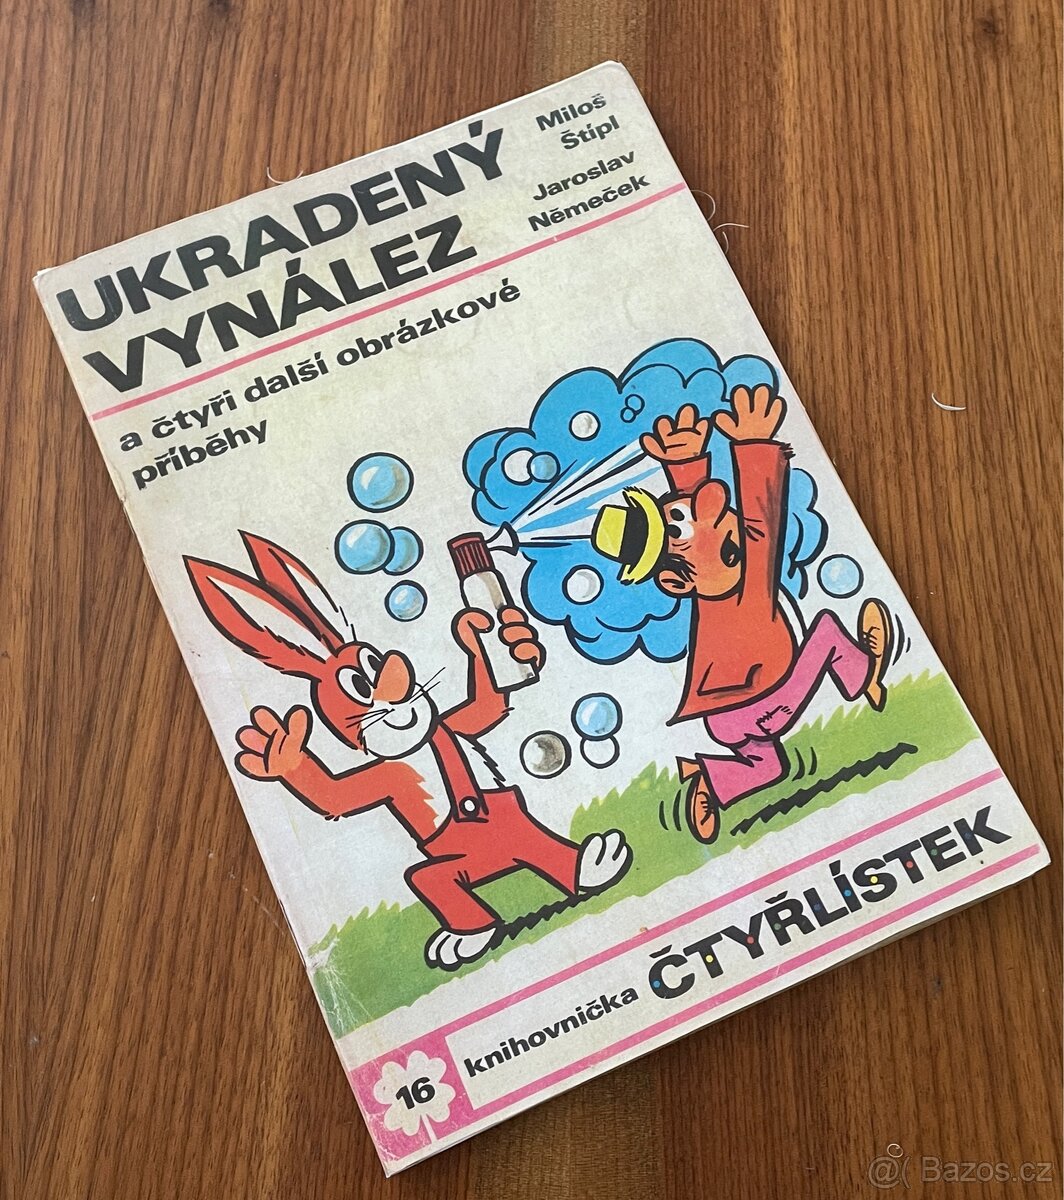 UKRADENÝ
VYNÁLEZ
Miloš
Štípl
Jaroslav
Němeček
a čtyři další obrázkové
příběhy
16
knihovnička ČTYŘLÍSTEK
@( Bazos.cz